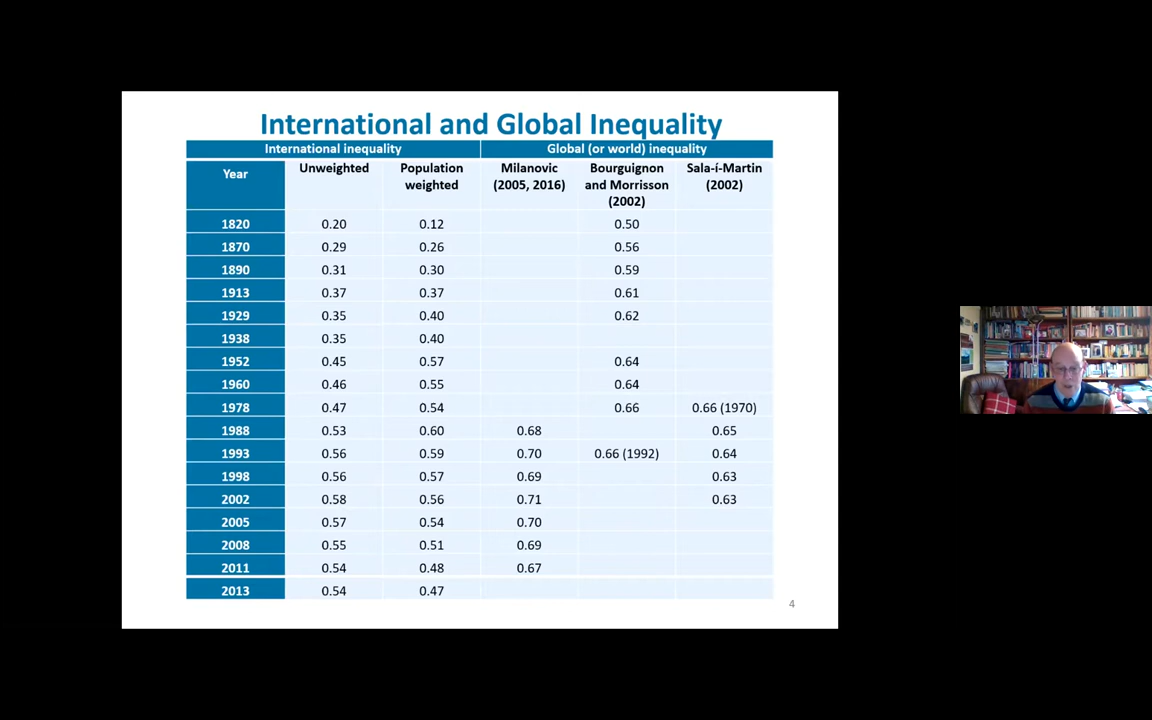 International and Global Inequality
International inequality Global (or world) inequality
Year Unweighted Population weighted Milanovic (2005, 2016) Bourguignon and Morrisson (2002) Sala-í-Martin (2002)
1820 0.20 0.12 0.50
1870 0.29 0.26 0.56
1890 0.31 0.30 0.59
1913 0.37 0.37 0.61
1929 0.35 0.40 0.62
1938 0.35 0.40
1952 0.45 0.57 0.64
1960 0.46 0.55 0.64
1978 0.47 0.54 0.66 0.66 (1970)
1988 0.53 0.60 0.68 0.65
1993 0.56 0.59 0.70 0.66 (1992) 0.64
1998 0.56 0.57 0.69 0.63
2002 0.58 0.56 0.71 0.63
2005 0.57 0.54 0.70
2008 0.55 0.51 0.69
2011 0.54 0.48 0.67
2013 0.54 0.47
4